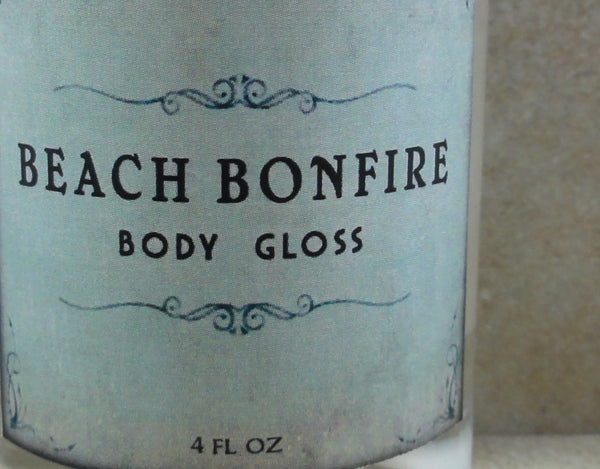 BEACH BONFIRE
BODY GLOSS
4 FL OZ